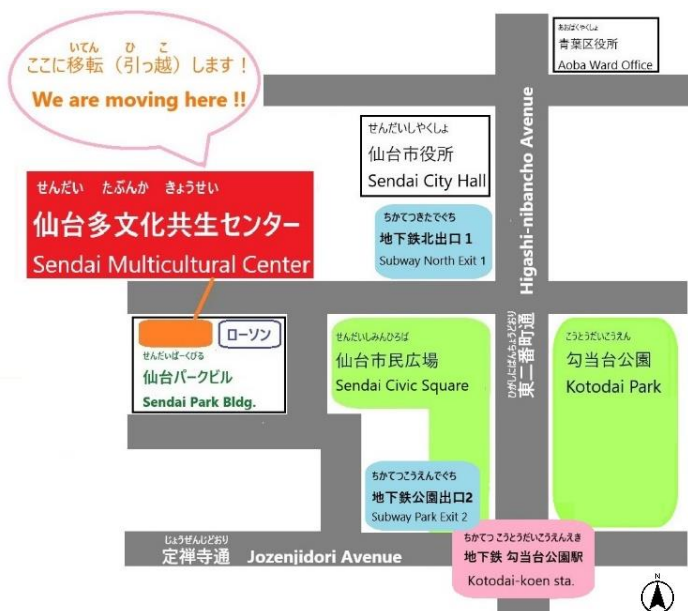 いてん ひ こ
ここに移転（引っ越）します！
We are moving here !!
あおばくやくしょ
青葉区役所
Aoba Ward Office
せんだいしやくしょ
仙台市役所
Sendai City Hall
ちかてつきたでぐち
地下鉄北出口 1
Subway North Exit 1
せんだい たぶんか きょうせい
仙台多文化共生センター
Sendai Multicultural Center
Higashi-nibancho Avenue
ひがしにばんちょうどおり
東二番町通
ローソン
せんだいぱーくびる
仙台パークビル
Sendai Park Bldg.
せんだいしみんひろば
仙台市民広場
Sendai Civic Square
こうとうだいこうえん
勾当台公園
Kotodai Park
ちかてつこうえんでぐち
地下鉄公園出口2
Subway Park Exit 2
じょうぜんじどおり
定禅寺通 Jozenjidori Avenue
ちかてつ こうとうだいこうえんえき
地下鉄 勾当台公園駅
Kotodai-koen sta.
N